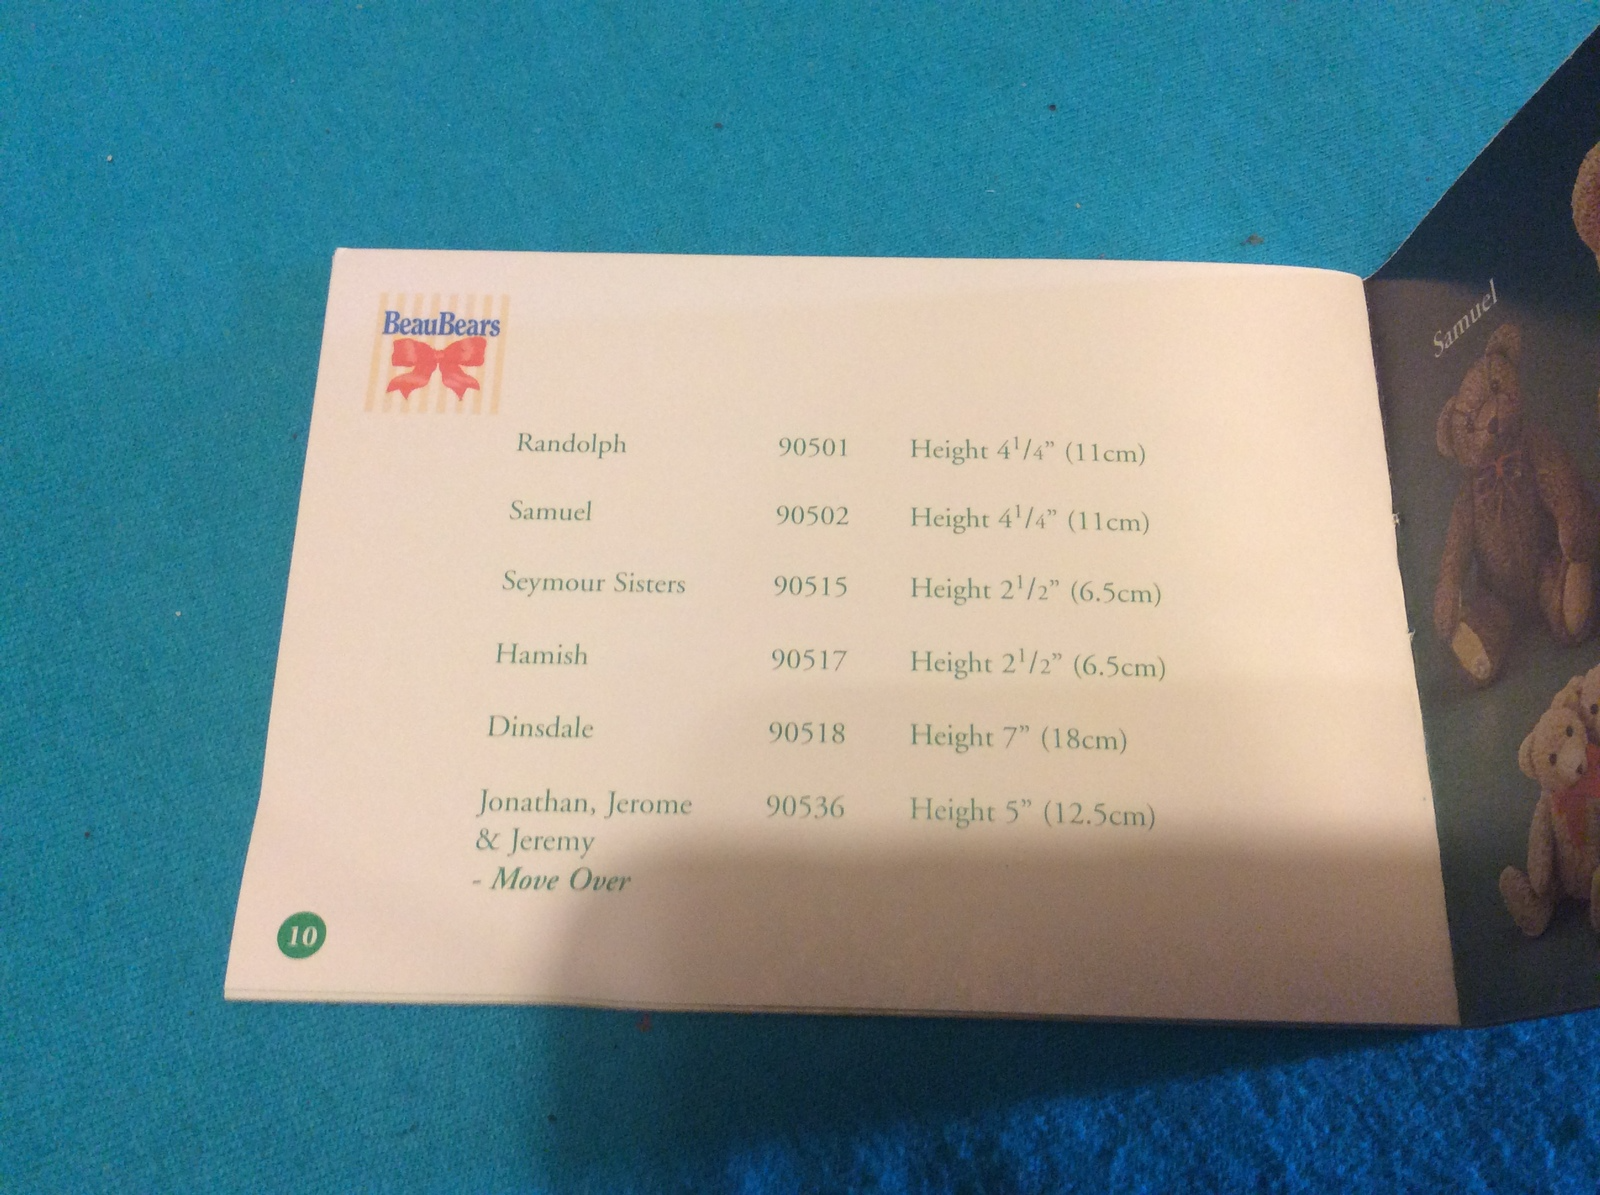 BeauBears
Randolph 90501 Height 4¹/4” (11cm)
Samuel 90502 Height 4¹/4” (11cm)
Seymour Sisters 90515 Height 2¹/2” (6.5cm)
Hamish 90517 Height 2¹/2” (6.5cm)
Dinsdale 90518 Height 7” (18cm)
Jonathan, Jerome 90536 Height 5” (12.5cm)
& Jeremy
- Move Over
10
Samuel